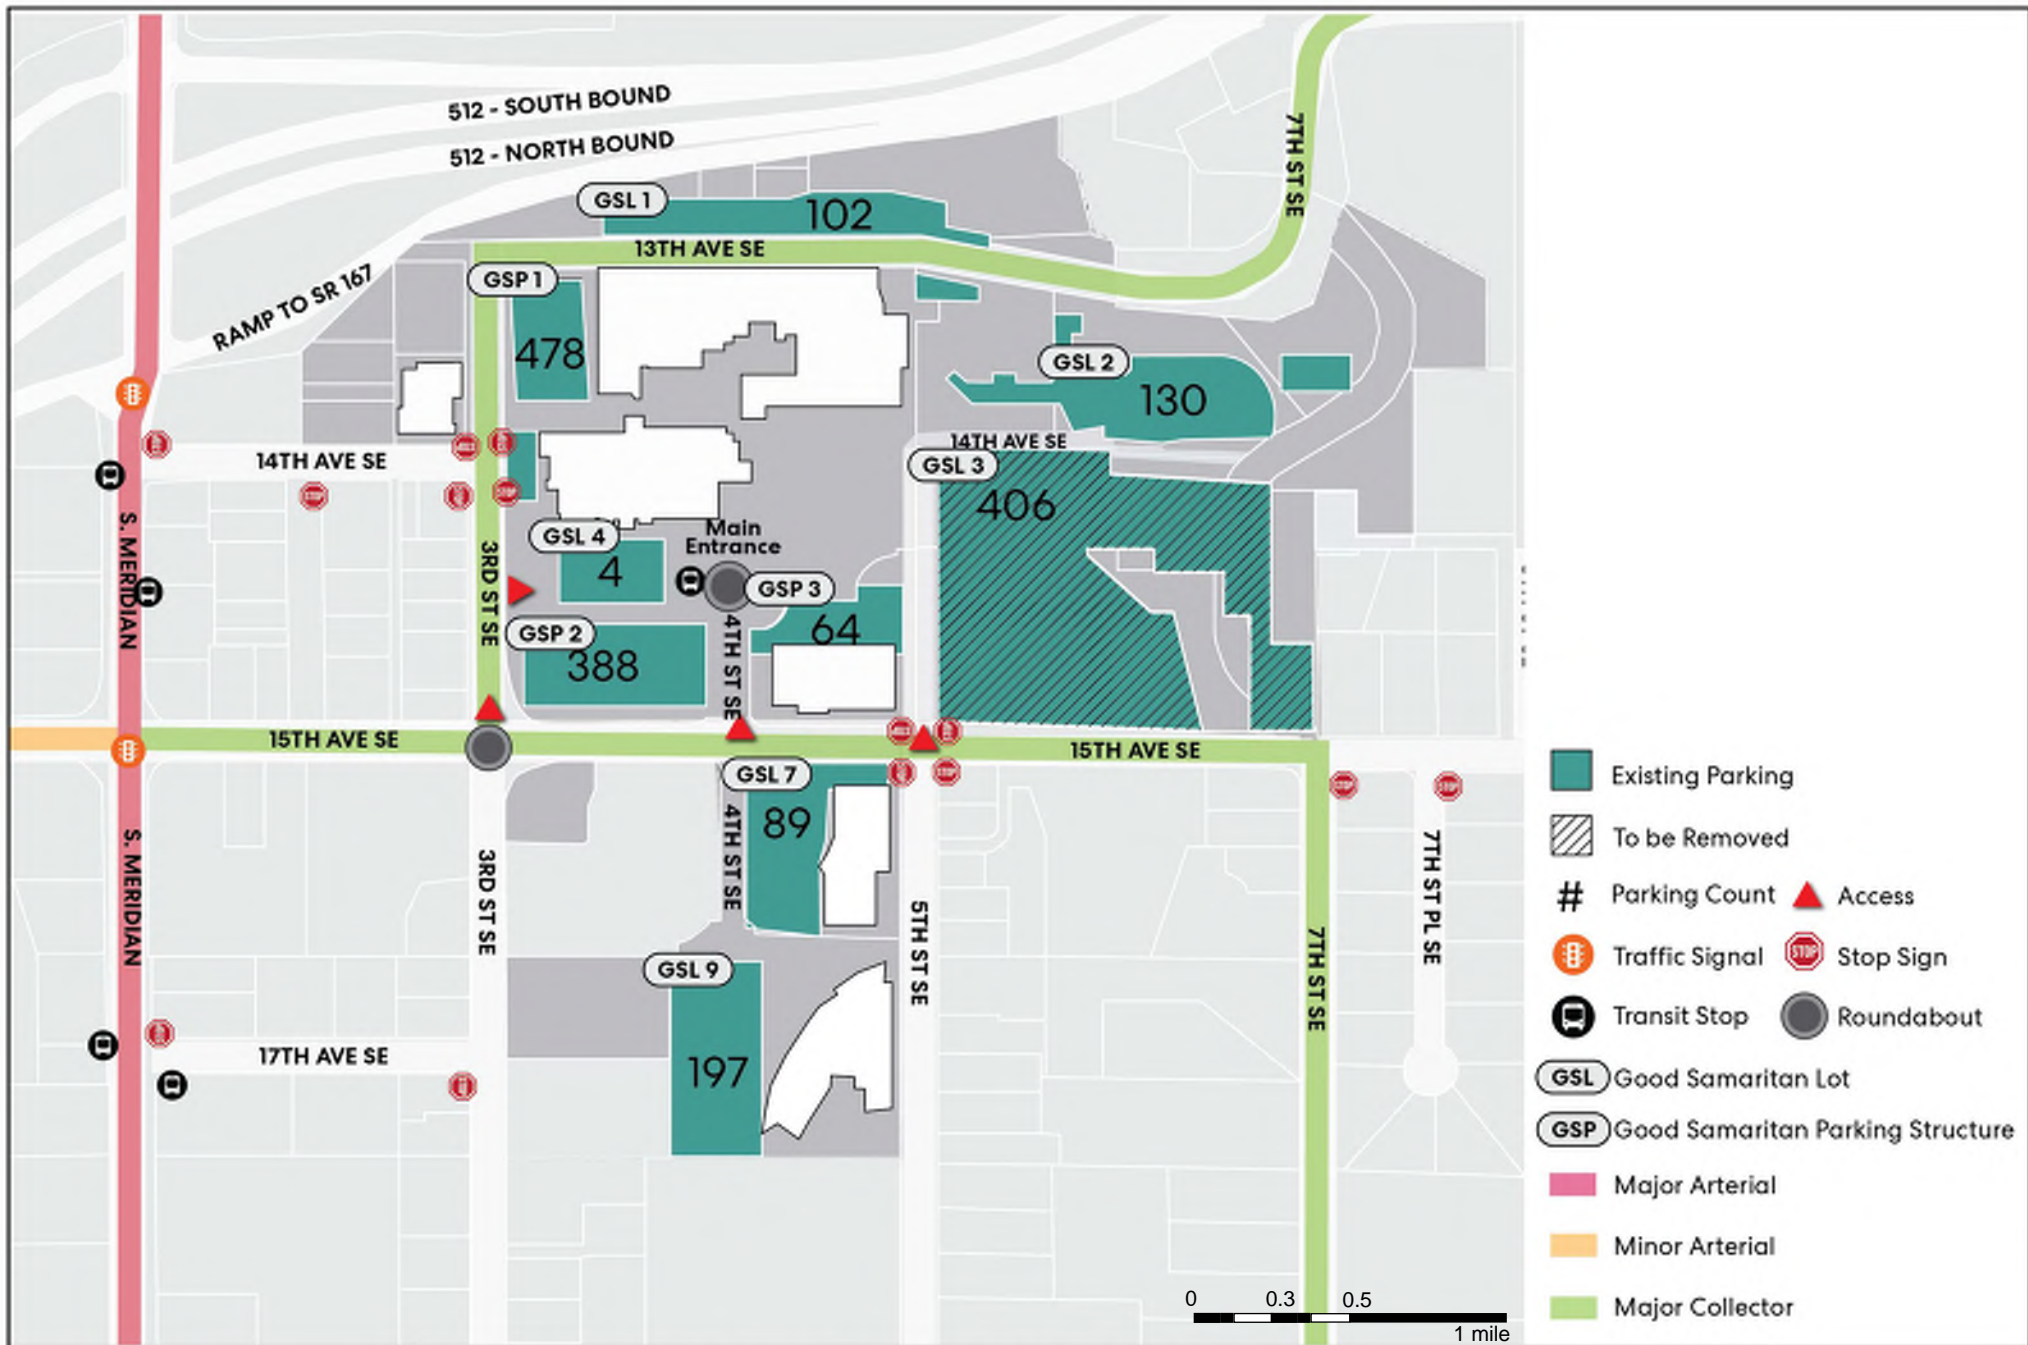 512 - SOUTH BOUND
512 - NORTH BOUND
7TH ST SE
GSL 1
102
13TH AVE SE
RAMP TO SR 167
GSP 1
478
GSL 2
130
14TH AVE SE
14TH AVE SE
GSL 3
406
STOP
STOP
S. MERIDIAN
3RD ST SE
GSL 4
4
Main
Entrance
GSP 3
64
GSP 2
388
4TH ST SE
15TH AVE SE
15TH AVE SE
GSL 7
89
STOP
STOP
STOP
S. MERIDIAN
3RD ST SE
4TH ST SE
5TH ST SE
7TH ST SE
7TH ST PL SE
GSL 9
197
17TH AVE SE
Existing Parking
To be Removed
# Parking Count
Access
Traffic Signal
STOP Stop Sign
Transit Stop
Roundabout
GSL Good Samaritan Lot
GSP Good Samaritan Parking Structure
Major Arterial
Minor Arterial
Major Collector
0 0.3 0.5
1 mile